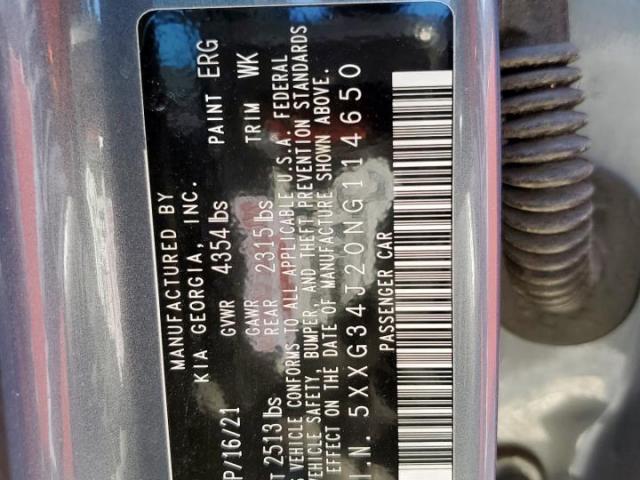 MANUFACTURED BY
KIA GEORGIA, INC.
P/16/21 GVWR 4354 lbs PAINT ERG
GAWR TRIM WK
T 2513 lbs REAR 2315 lbs
S VEHICLE CONFORMS TO ALL APPLICABLE U.S.A. FEDERAL
VEHICLE SAFETY, BUMPER, AND THEFT PREVENTION STANDARDS
EFFECT ON THE DATE OF MANUFACTURE SHOWN ABOVE.
I.N. 5XXG34J20NG114650
PASSENGER CAR